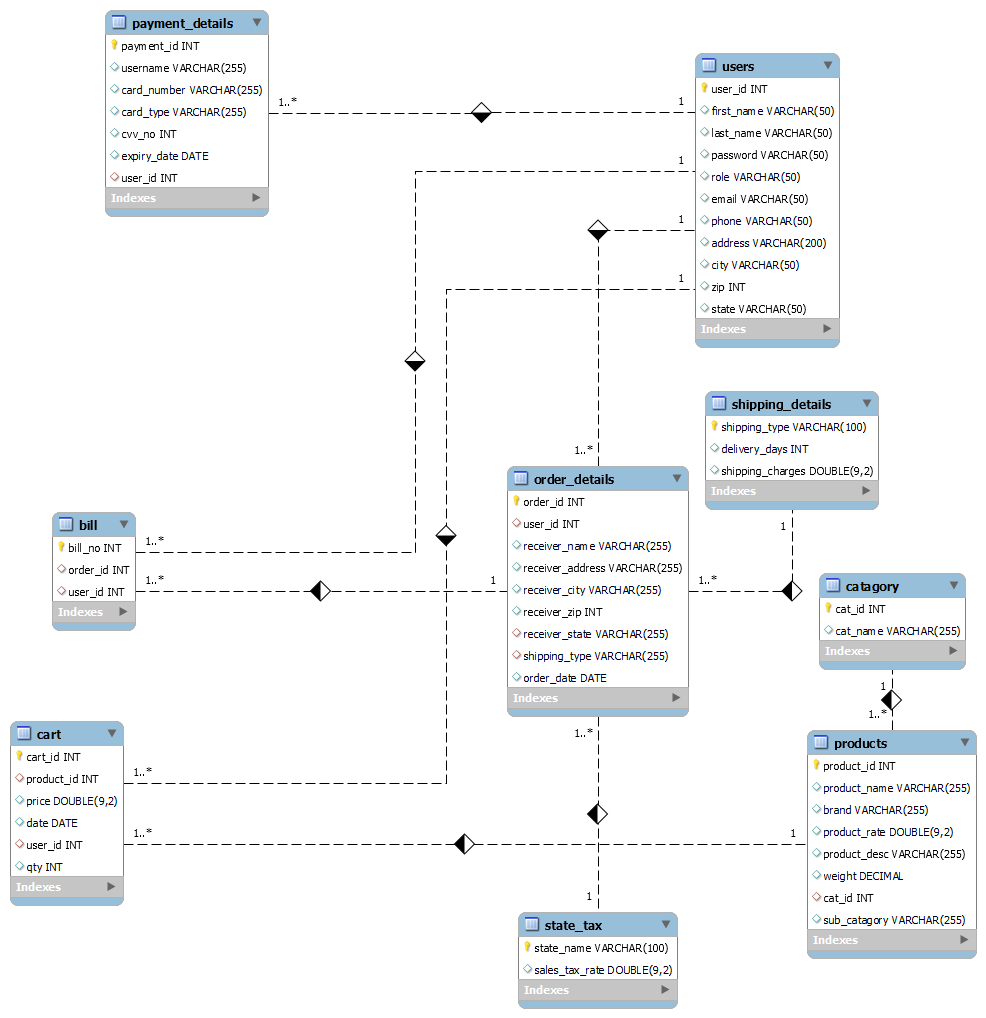 payment_details
payment_id INT
username VARCHAR(255)
card_number VARCHAR(255)
card_type VARCHAR(255)
cvv_no INT
expiry_date DATE
user_id INT
Indexes
1..*
1
users
user_id INT
first_name VARCHAR(50)
last_name VARCHAR(50)
password VARCHAR(50)
role VARCHAR(50)
email VARCHAR(50)
phone VARCHAR(50)
address VARCHAR(200)
city VARCHAR(50)
zip INT
state VARCHAR(50)
Indexes
1
1
1
shipping_details
shipping_type VARCHAR(100)
delivery_days INT
shipping_charges DOUBLE(9,2)
Indexes
1
1..*
order_details
order_id INT
user_id INT
receiver_name VARCHAR(255)
receiver_address VARCHAR(255)
receiver_city VARCHAR(255)
receiver_zip INT
receiver_state VARCHAR(255)
shipping_type VARCHAR(255)
order_date DATE
Indexes
1..*
1
1..*
bill
bill_no INT
order_id INT
user_id INT
Indexes
1..*
1..*
catagory
cat_id INT
cat_name VARCHAR(255)
Indexes
1
1..*
cart
cart_id INT
product_id INT
price DOUBLE(9,2)
date DATE
user_id INT
qty INT
Indexes
1..*
1..*
1
products
product_id INT
product_name VARCHAR(255)
brand VARCHAR(255)
product_rate DOUBLE(9,2)
product_desc VARCHAR(255)
weight DECIMAL
cat_id INT
sub_catagory VARCHAR(255)
Indexes
1
state_tax
state_name VARCHAR(100)
sales_tax_rate DOUBLE(9,2)
Indexes